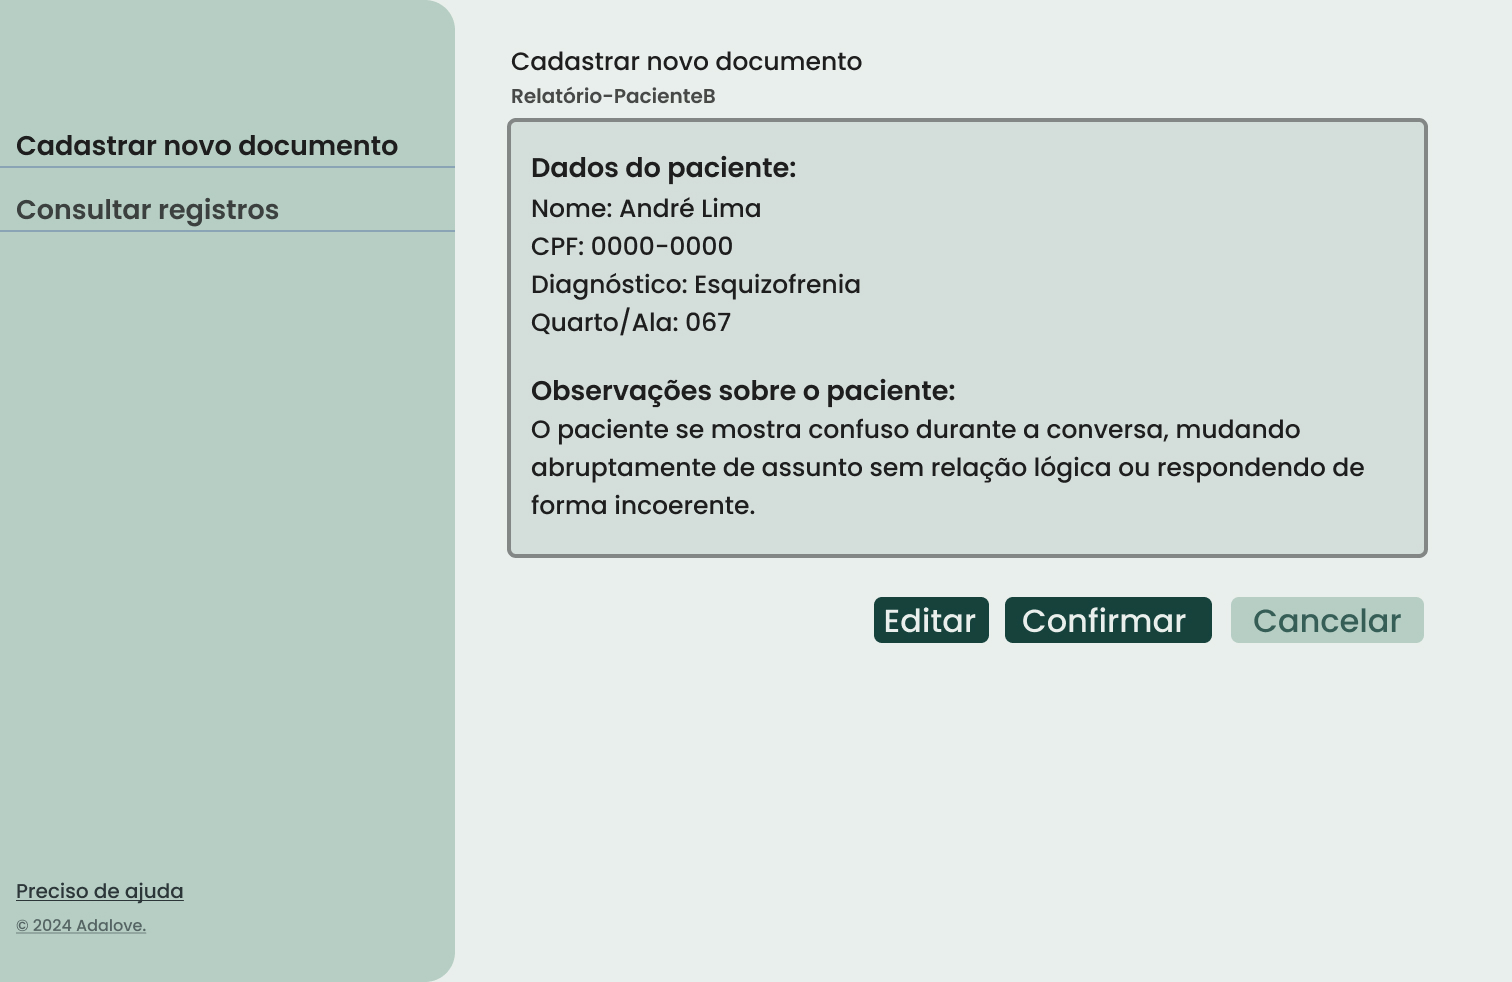 Cadastrar novo documento
Consultar registros
Preciso de ajuda
© 2024 Adalove.
Cadastrar novo documento
Relatório-PacienteB
Dados do paciente:
Nome: André Lima
CPF: 0000-0000
Diagnóstico: Esquizofrenia
Quarto/Ala: 067
Observações sobre o paciente:
O paciente se mostra confuso durante a conversa, mudando
abruptamente de assunto sem relação lógica ou respondendo de
forma incoerente.
Editar
Confirmar
Cancelar